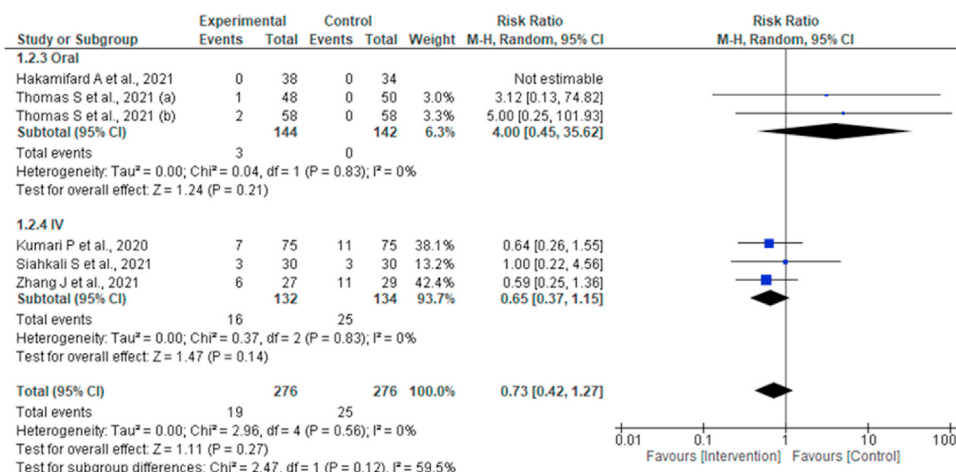 Experimental Control Risk Ratio Risk Ratio
Study or Subgroup Events Total Events Total Weight M-H, Random, 95% CI M-H, Random, 95% CI
1.2.3 Oral
Hakamifard A et al., 2021 0 38 0 34 Not estimable
Thomas S et al., 2021 (a) 1 48 0 50 3.0% 3.12 [0.13, 74.82]
Thomas S et al., 2021 (b) 2 58 0 58 3.3% 5.00 [0.25, 101.93]
Subtotal (95% CI) 144 142 6.3% 4.00 [0.45, 35.62]
Total events 3 0
Heterogeneity: Tau² = 0.00; Chi² = 0.04, df = 1 (P = 0.83); I² = 0%
Test for overall effect: Z = 1.24 (P = 0.21)
1.2.4 IV
Kumari P et al., 2020 7 75 11 75 38.1% 0.64 [0.26, 1.55]
Siahkali S et al., 2021 3 30 3 30 13.2% 1.00 [0.22, 4.56]
Zhang J et al., 2021 6 27 11 29 42.4% 0.59 [0.25, 1.36]
Subtotal (95% CI) 132 134 93.7% 0.65 [0.37, 1.15]
Total events 16 25
Heterogeneity: Tau² = 0.00; Chi² = 0.37, df = 2 (P = 0.83); I² = 0%
Test for overall effect: Z = 1.47 (P = 0.14)
Total (95% CI) 276 276 100.0% 0.73 [0.42, 1.27]
Total events 19 25
Heterogeneity: Tau² = 0.00; Chi² = 2.96, df = 4 (P = 0.56); I² = 0%
Test for overall effect: Z = 1.11 (P = 0.27)
Test for subgroup differences: Chi² = 2.47, df = 1 (P = 0.12), I² = 59.5%
0.01 0.1 1 10 100
Favours [Intervention] Favours [Control]